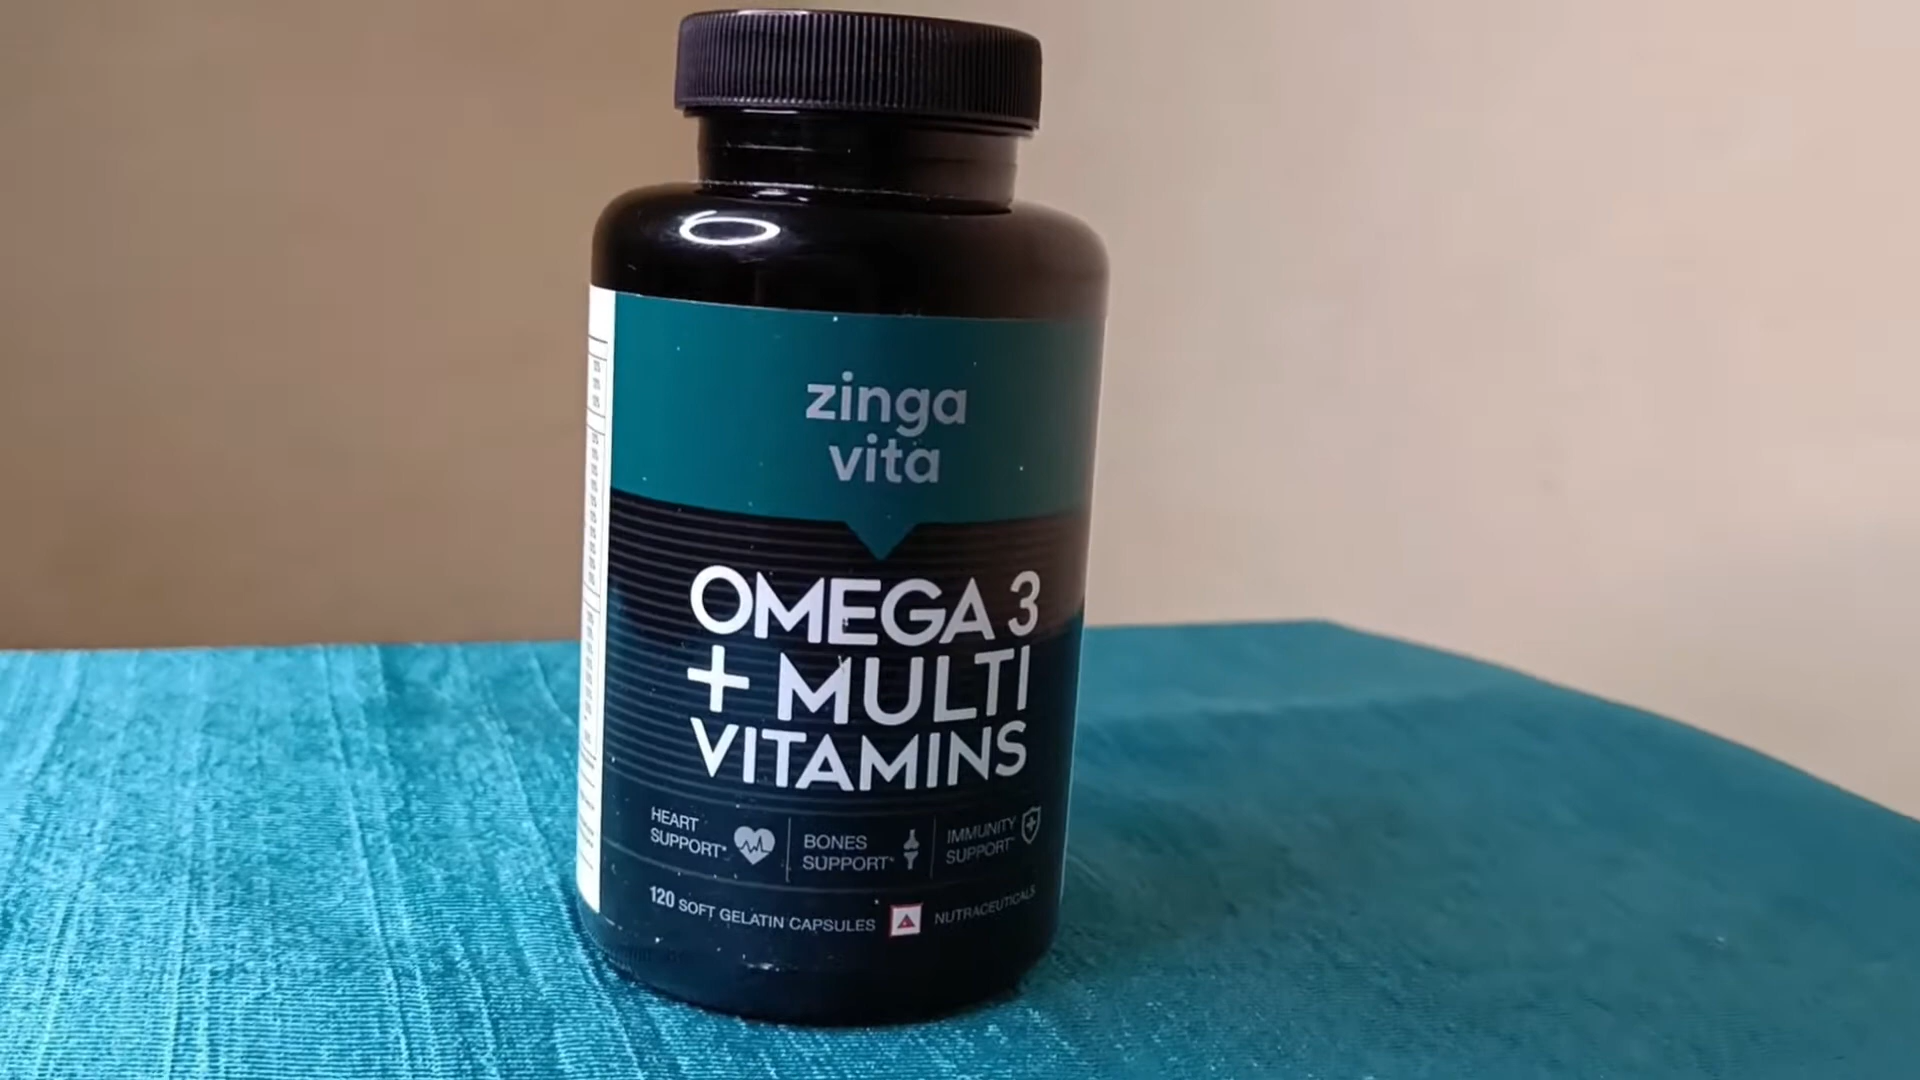 zinga
vita
OMEGA 3
+ MULTI
VITAMINS
HEART
SUPPORT*
BONES
SUPPORT*
IMMUNITY
SUPPORT*
120 SOFT GELATIN CAPSULES
NUTRACEUTICALS